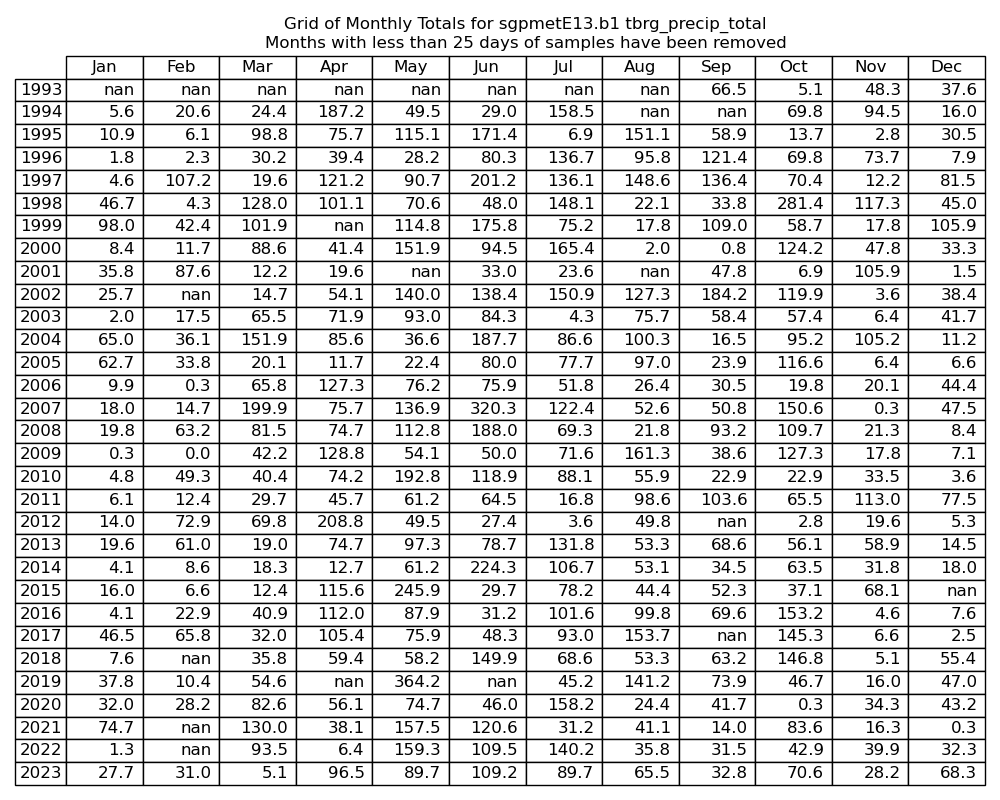 Grid of Monthly Totals for sgpmetE13.b1 tbrg_precip_total
Months with less than 25 days of samples have been removed
Jan Feb Mar Apr May Jun Jul Aug Sep Oct Nov Dec
1993 nan nan nan nan nan nan nan nan 66.5 5.1 48.3 37.6
1994 5.6 20.6 24.4 187.2 49.5 29.0 158.5 nan nan 69.8 94.5 16.0
1995 10.9 6.1 98.8 75.7 115.1 171.4 6.9 151.1 58.9 13.7 2.8 30.5
1996 1.8 2.3 30.2 39.4 28.2 80.3 136.7 95.8 121.4 69.8 73.7 7.9
1997 4.6 107.2 19.6 121.2 90.7 201.2 136.1 148.6 136.4 70.4 12.2 81.5
1998 46.7 4.3 128.0 101.1 70.6 48.0 148.1 22.1 33.8 281.4 117.3 45.0
1999 98.0 42.4 101.9 nan 114.8 175.8 75.2 17.8 109.0 58.7 17.8 105.9
2000 8.4 11.7 88.6 41.4 151.9 94.5 165.4 2.0 0.8 124.2 47.8 33.3
2001 35.8 87.6 12.2 19.6 nan 33.0 23.6 nan 47.8 6.9 105.9 1.5
2002 25.7 nan 14.7 54.1 140.0 138.4 150.9 127.3 184.2 119.9 3.6 38.4
2003 2.0 17.5 65.5 71.9 93.0 84.3 4.3 75.7 58.4 57.4 6.4 41.7
2004 65.0 36.1 151.9 85.6 36.6 187.7 86.6 100.3 16.5 95.2 105.2 11.2
2005 62.7 33.8 20.1 11.7 22.4 80.0 77.7 97.0 23.9 116.6 6.4 6.6
2006 9.9 0.3 65.8 127.3 76.2 75.9 51.8 26.4 30.5 19.8 20.1 44.4
2007 18.0 14.7 199.9 75.7 136.9 320.3 122.4 52.6 50.8 150.6 0.3 47.5
2008 19.8 63.2 81.5 74.7 112.8 188.0 69.3 21.8 93.2 109.7 21.3 8.4
2009 0.3 0.0 42.2 128.8 54.1 50.0 71.6 161.3 38.6 127.3 17.8 7.1
2010 4.8 49.3 40.4 74.2 192.8 118.9 88.1 55.9 22.9 22.9 33.5 3.6
2011 6.1 12.4 29.7 45.7 61.2 64.5 16.8 98.6 103.6 65.5 113.0 77.5
2012 14.0 72.9 69.8 208.8 49.5 27.4 3.6 49.8 nan 2.8 19.6 5.3
2013 19.6 61.0 19.0 74.7 97.3 78.7 131.8 53.3 68.6 56.1 58.9 14.5
2014 4.1 8.6 18.3 12.7 61.2 224.3 106.7 53.1 34.5 63.5 31.8 18.0
2015 16.0 6.6 12.4 115.6 245.9 29.7 78.2 44.4 52.3 37.1 68.1 nan
2016 4.1 22.9 40.9 112.0 87.9 31.2 101.6 99.8 69.6 153.2 4.6 7.6
2017 46.5 65.8 32.0 105.4 75.9 48.3 93.0 153.7 nan 145.3 6.6 2.5
2018 7.6 nan 35.8 59.4 58.2 149.9 68.6 53.3 63.2 146.8 5.1 55.4
2019 37.8 10.4 54.6 nan 364.2 nan 45.2 141.2 73.9 46.7 16.0 47.0
2020 32.0 28.2 82.6 56.1 74.7 46.0 158.2 24.4 41.7 0.3 34.3 43.2
2021 74.7 nan 130.0 38.1 157.5 120.6 31.2 41.1 14.0 83.6 16.3 0.3
2022 1.3 nan 93.5 6.4 159.3 109.5 140.2 35.8 31.5 42.9 39.9 32.3
2023 27.7 31.0 5.1 96.5 89.7 109.2 89.7 65.5 32.8 70.6 28.2 68.3